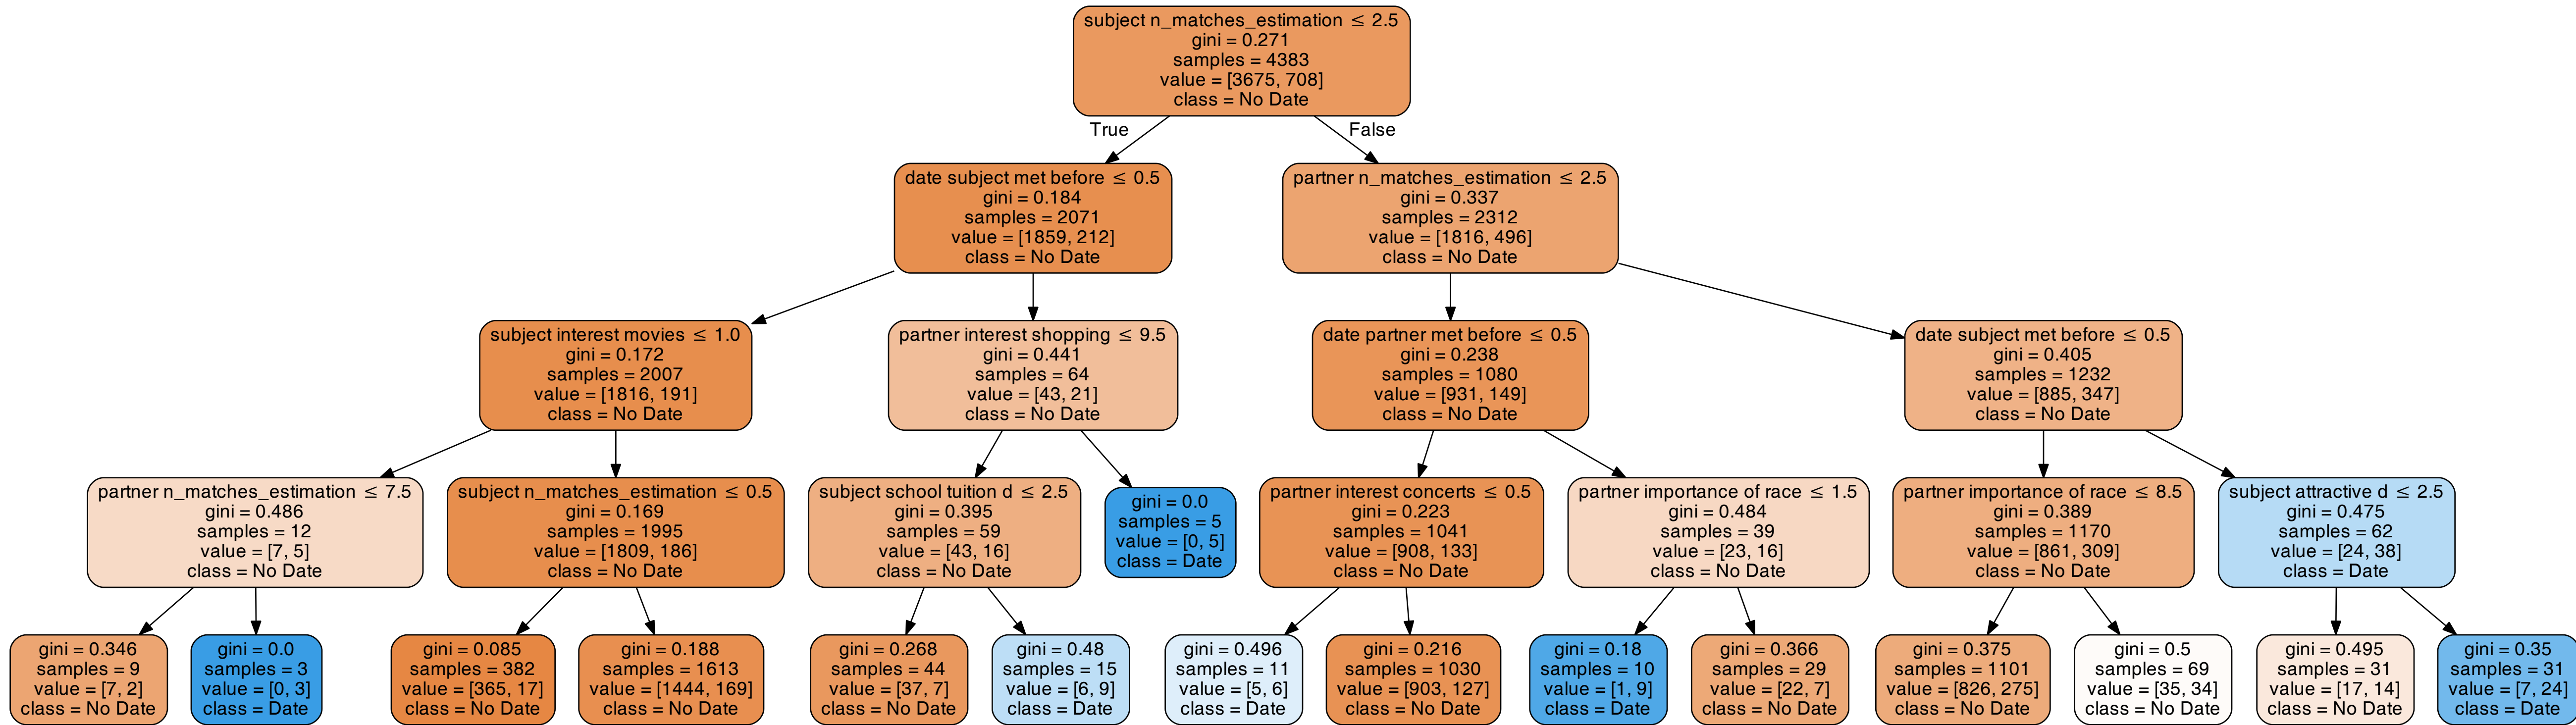 subject n_matches_estimation ≤ 2.5
gini = 0.271
samples = 4383
value = [3675, 708]
class = No Date
True
False
date subject met before ≤ 0.5
gini = 0.184
samples = 2071
value = [1859, 212]
class = No Date
partner n_matches_estimation ≤ 2.5
gini = 0.337
samples = 2312
value = [1816, 496]
class = No Date
subject interest movies ≤ 1.0
gini = 0.172
samples = 2007
value = [1816, 191]
class = No Date
partner interest shopping ≤ 9.5
gini = 0.441
samples = 64
value = [43, 21]
class = No Date
date partner met before ≤ 0.5
gini = 0.238
samples = 1080
value = [931, 149]
class = No Date
date subject met before ≤ 0.5
gini = 0.405
samples = 1232
value = [885, 347]
class = No Date
partner n_matches_estimation ≤ 7.5
gini = 0.486
samples = 12
value = [7, 5]
class = No Date
subject n_matches_estimation ≤ 0.5
gini = 0.169
samples = 1995
value = [1809, 186]
class = No Date
subject school tuition d ≤ 2.5
gini = 0.395
samples = 59
value = [43, 16]
class = No Date
gini = 0.0
samples = 5
value = [0, 5]
class = Date
partner interest concerts ≤ 0.5
gini = 0.223
samples = 1041
value = [908, 133]
class = No Date
partner importance of race ≤ 1.5
gini = 0.484
samples = 39
value = [23, 16]
class = No Date
partner importance of race ≤ 8.5
gini = 0.389
samples = 1170
value = [861, 309]
class = No Date
subject attractive d ≤ 2.5
gini = 0.475
samples = 62
value = [24, 38]
class = Date
gini = 0.346
samples = 9
value = [7, 2]
class = No Date
gini = 0.0
samples = 3
value = [0, 3]
class = Date
gini = 0.085
samples = 382
value = [365, 17]
class = No Date
gini = 0.188
samples = 1613
value = [1444, 169]
class = No Date
gini = 0.268
samples = 44
value = [37, 7]
class = No Date
gini = 0.48
samples = 15
value = [6, 9]
class = Date
gini = 0.496
samples = 11
value = [5, 6]
class = Date
gini = 0.216
samples = 1030
value = [903, 127]
class = No Date
gini = 0.18
samples = 10
value = [1, 9]
class = Date
gini = 0.366
samples = 29
value = [22, 7]
class = No Date
gini = 0.375
samples = 1101
value = [826, 275]
class = No Date
gini = 0.5
samples = 69
value = [35, 34]
class = No Date
gini = 0.495
samples = 31
value = [17, 14]
class = No Date
gini = 0.35
samples = 31
value = [7, 24]
class = Date